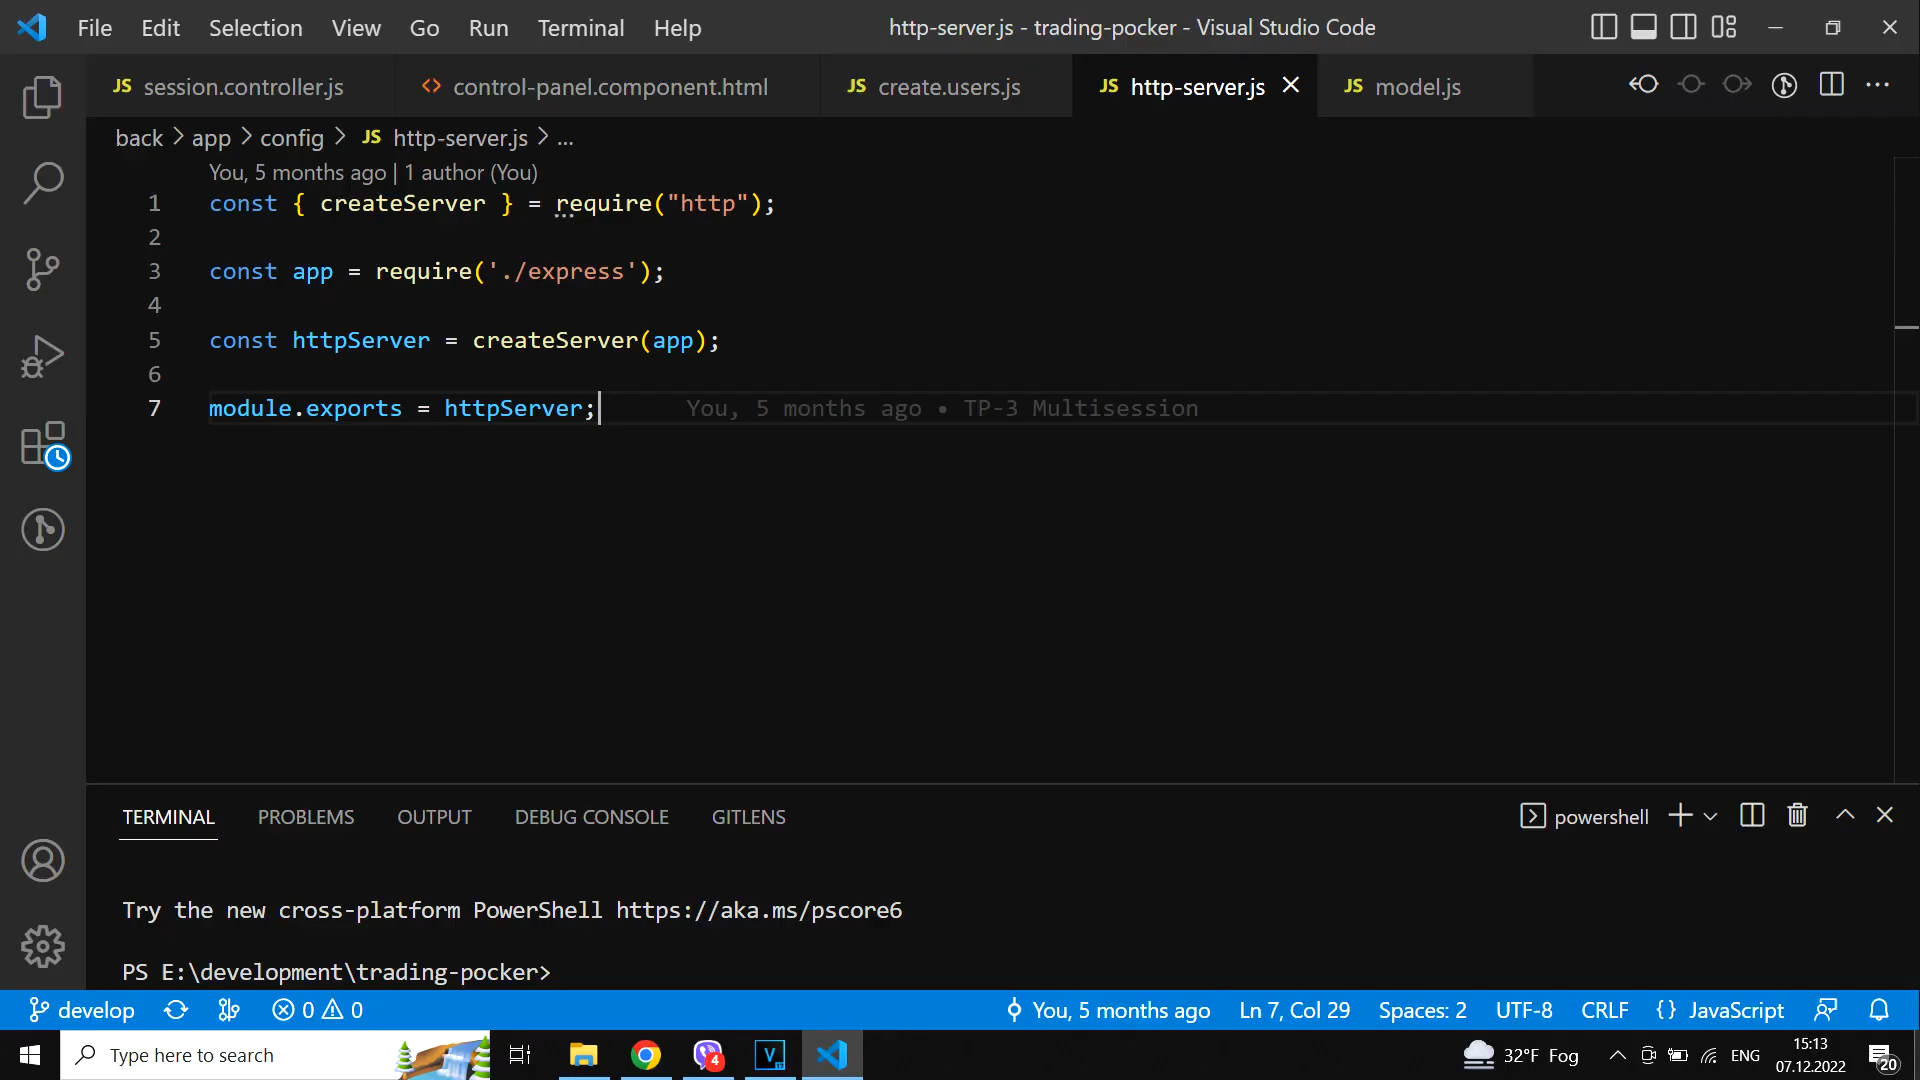 File Edit Selection View Go Run Terminal Help http-server.js - trading-pocker - Visual Studio Code
JS session.controller.js <> control-panel.component.html JS create.users.js JS http-server.js JS model.js
back > app > config > JS http-server.js > ...
You, 5 months ago | 1 author (You)
1 const { createServer } = require("http");
2
3 const app = require('./express');
4
5 const httpServer = createServer(app);
6
7 module.exports = httpServer; You, 5 months ago • TP-3 Multisession
TERMINAL PROBLEMS OUTPUT DEBUG CONSOLE GITLENS powershell
Try the new cross-platform PowerShell https://aka.ms/pscore6
PS E:\development\trading-pocker>
develop 0 0 You, 5 months ago Ln 7, Col 29 Spaces: 2 UTF-8 CRLF {} JavaScript
Type here to search 4 V 32°F Fog ENG 15:13
07.12.2022 20